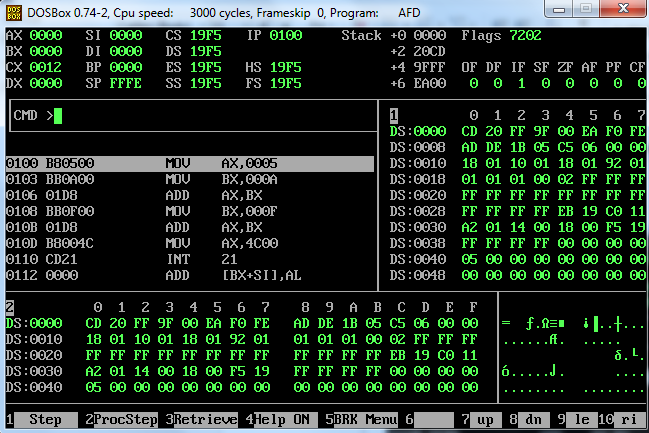 DOSBox 0.74-2, Cpu speed: 3000 cycles, Frameskip 0, Program: AFD
AX 0000 SI 0000 CS 19F5 IP 0100 Stack +0 0000 Flags 7202
BX 0000 DI 0000 DS 19F5 +2 20CD
CX 0012 BP 0000 ES 19F5 HS 19F5 +4 9FFF OF DF IF SF ZF AF PF CF
DX 0000 SP FFFE SS 19F5 FS 19F5 +6 EA00 0 0 1 0 0 0 0 0
CMD >
1 0 1 2 3 4 5 6 7
DS:0000 CD 20 FF 9F 00 EA F0 FE
DS:0008 AD DE 1B 05 C5 06 00 00
0100 B80500 MOV AX,0005 DS:0010 18 01 10 01 18 01 92 01
0103 BB0A00 MOV BX,000A DS:0018 01 01 01 00 02 FF FF FF
0106 01D8 ADD AX,BX DS:0020 FF FF FF FF FF FF FF FF
0108 BB0F00 MOV BX,000F DS:0028 FF FF FF FF EB 19 C0 11
010B 01D8 ADD AX,BX DS:0030 A2 01 14 00 18 00 F5 19
010D B8004C MOV AX,4C00 DS:0038 FF FF FF FF 00 00 00 00
0110 CD21 INT 21 DS:0040 05 00 00 00 00 00 00 00
0112 0000 ADD [BX+SI],AL DS:0048 00 00 00 00 00 00 00 00
2 0 1 2 3 4 5 6 7 8 9 A B C D E F
DS:0000 CD 20 FF 9F 00 EA F0 FE AD DE 1B 05 C5 06 00 00 = ƒ.Ω≡■ ¡▐..┼...
DS:0010 18 01 10 01 18 01 92 01 01 01 01 00 02 FF FF FF ......Æ.
DS:0020 FF FF FF FF FF FF FF FF FF FF FF FF EB 19 C0 11 δ.└.
DS:0030 A2 01 14 00 18 00 F5 19 FF FF FF FF 00 00 00 00 ó.....⌡. ....
DS:0040 05 00 00 00 00 00 00 00 00 00 00 00 00 00 00 00 ........ ........
1 Step 2ProcStep 3Retrieve 4Help ON 5BRK Menu 6 7 up 8 dn 9 le 10 ri